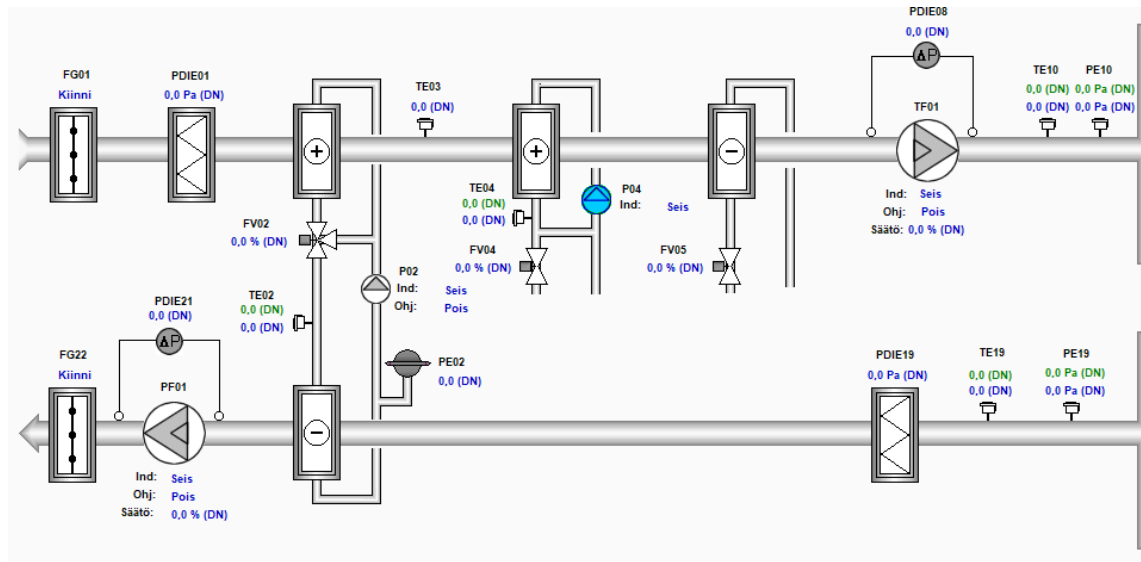 PDIE08
0,0 (DN)
ΔP
FG01
Kiinni
PDIE01
0,0 Pa (DN)
TE03
0,0 (DN)
TF01
TE10
0,0 (DN)
0,0 (DN)
PE10
0,0 Pa (DN)
0,0 Pa (DN)
+
+
−
TE04
0,0 (DN)
0,0 (DN)
P04
Ind: Seis
Ind: Seis
Ohj: Pois
Säätö: 0,0 % (DN)
FV02
0,0 % (DN)
FV04
0,0 % (DN)
FV05
0,0 % (DN)
P02
Ind: Seis
Ohj: Pois
TE02
0,0 (DN)
0,0 (DN)
PDIE21
0,0 (DN)
ΔP
FG22
Kiinni
PF01
PE02
0,0 (DN)
PDIE19
0,0 Pa (DN)
TE19
0,0 (DN)
0,0 (DN)
PE19
0,0 Pa (DN)
0,0 Pa (DN)
−
Ind: Seis
Ohj: Pois
Säätö: 0,0 % (DN)